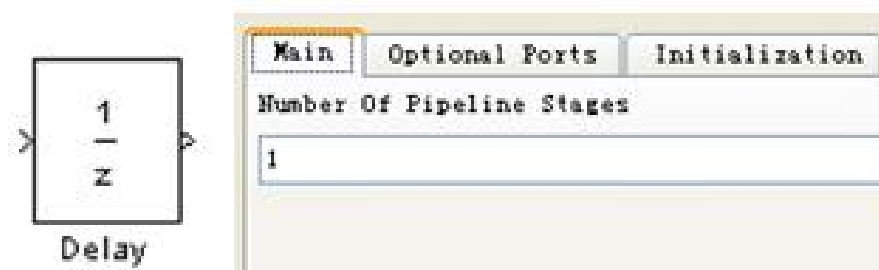 1
z
Delay
Main Optional Ports Initialization
Number Of Pipeline Stages
1